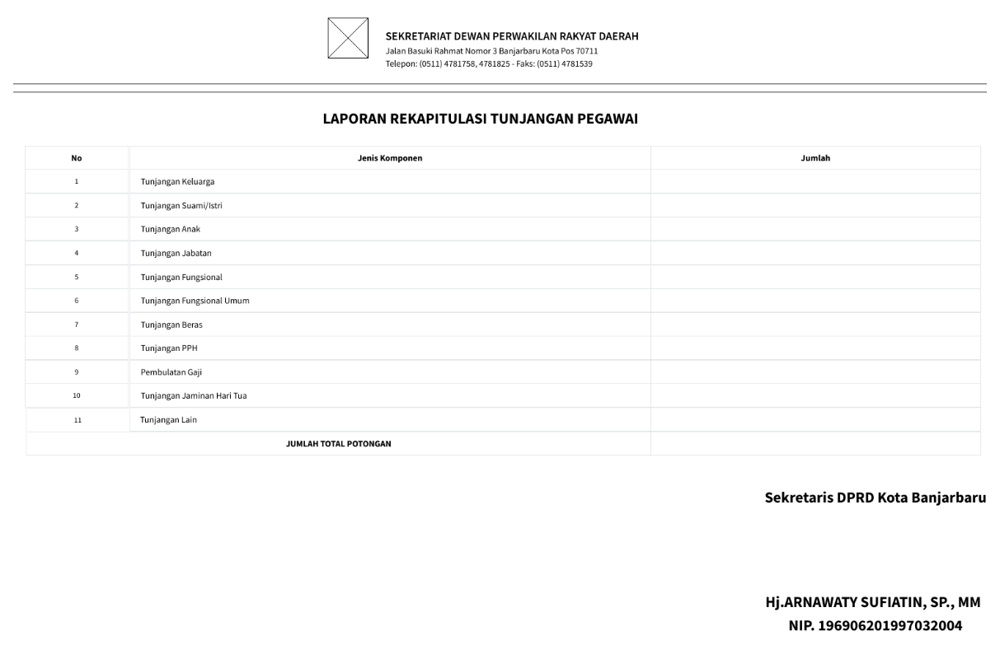 SEKRETARIAT DEWAN PERWAKILAN RAKYAT DAERAH
Jalan Basuki Rahmat Nomor 3 Banjarbaru Kota Pos 70711
Telepon: (0511) 4781758, 4781825 - Faks: (0511) 4781539
LAPORAN REKAPITULASI TUNJANGAN PEGAWAI
No Jenis Komponen Jumlah
1 Tunjangan Keluarga
2 Tunjangan Suami/Istri
3 Tunjangan Anak
4 Tunjangan Jabatan
5 Tunjangan Fungsional
6 Tunjangan Fungsional Umum
7 Tunjangan Beras
8 Tunjangan PPH
9 Pembulatan Gaji
10 Tunjangan Jaminan Hari Tua
11 Tunjangan Lain
JUMLAH TOTAL POTONGAN
Sekretaris DPRD Kota Banjarbaru
Hj.ARNAWATY SUFIATIN, SP., MM
NIP. 196906201997032004